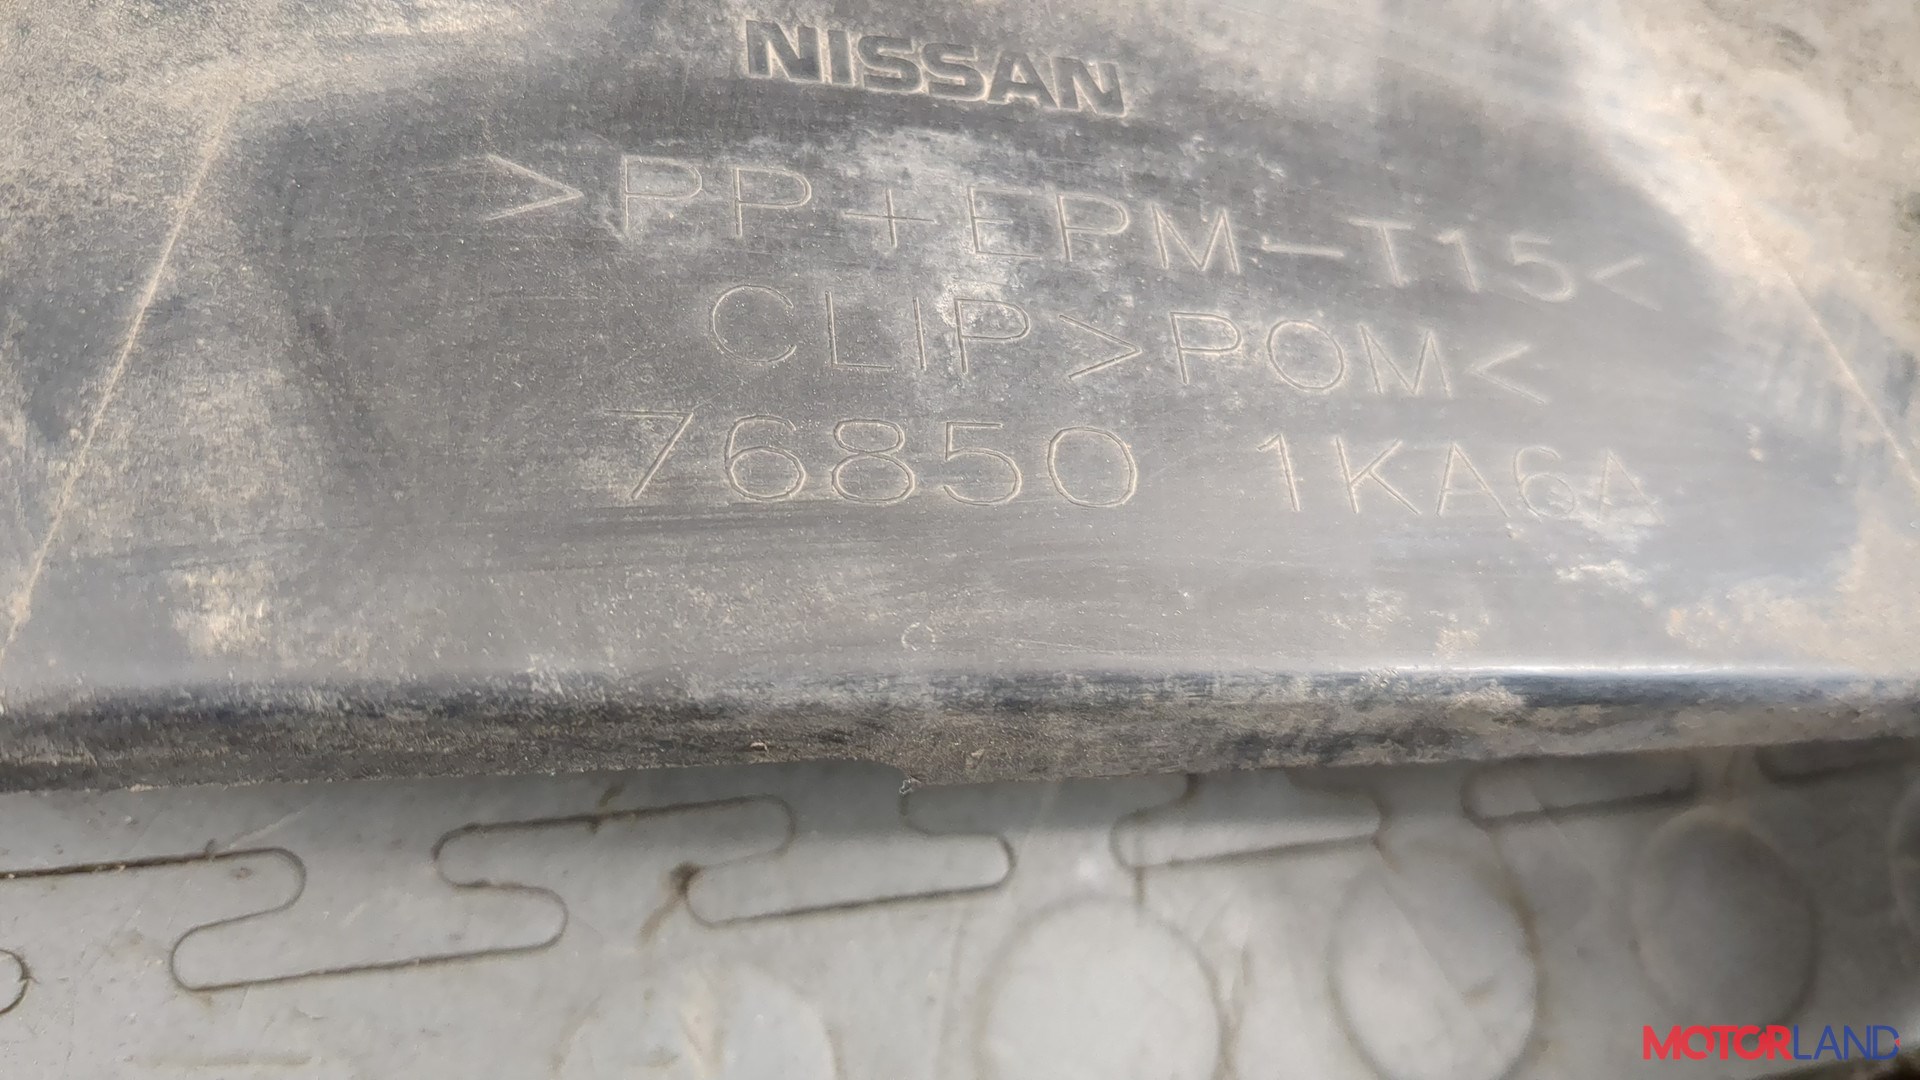 NISSAN
>PP+EPM-T15<
CLIP>POM<
76850 1KA6A
MOTORLAND